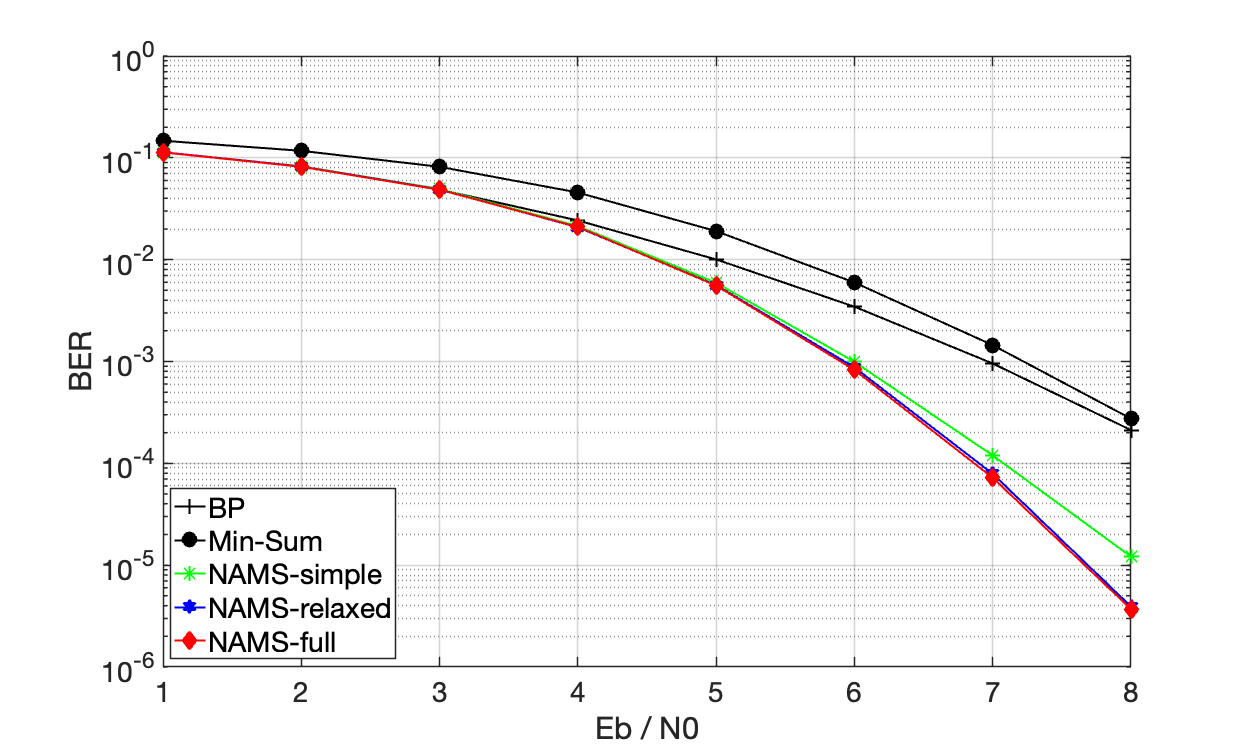 10^0
10^-1
10^-2
10^-3
10^-4
10^-5
10^-6
BER
BP
Min-Sum
NAMS-simple
NAMS-relaxed
NAMS-full
1 2 3 4 5 6 7 8
Eb / N0